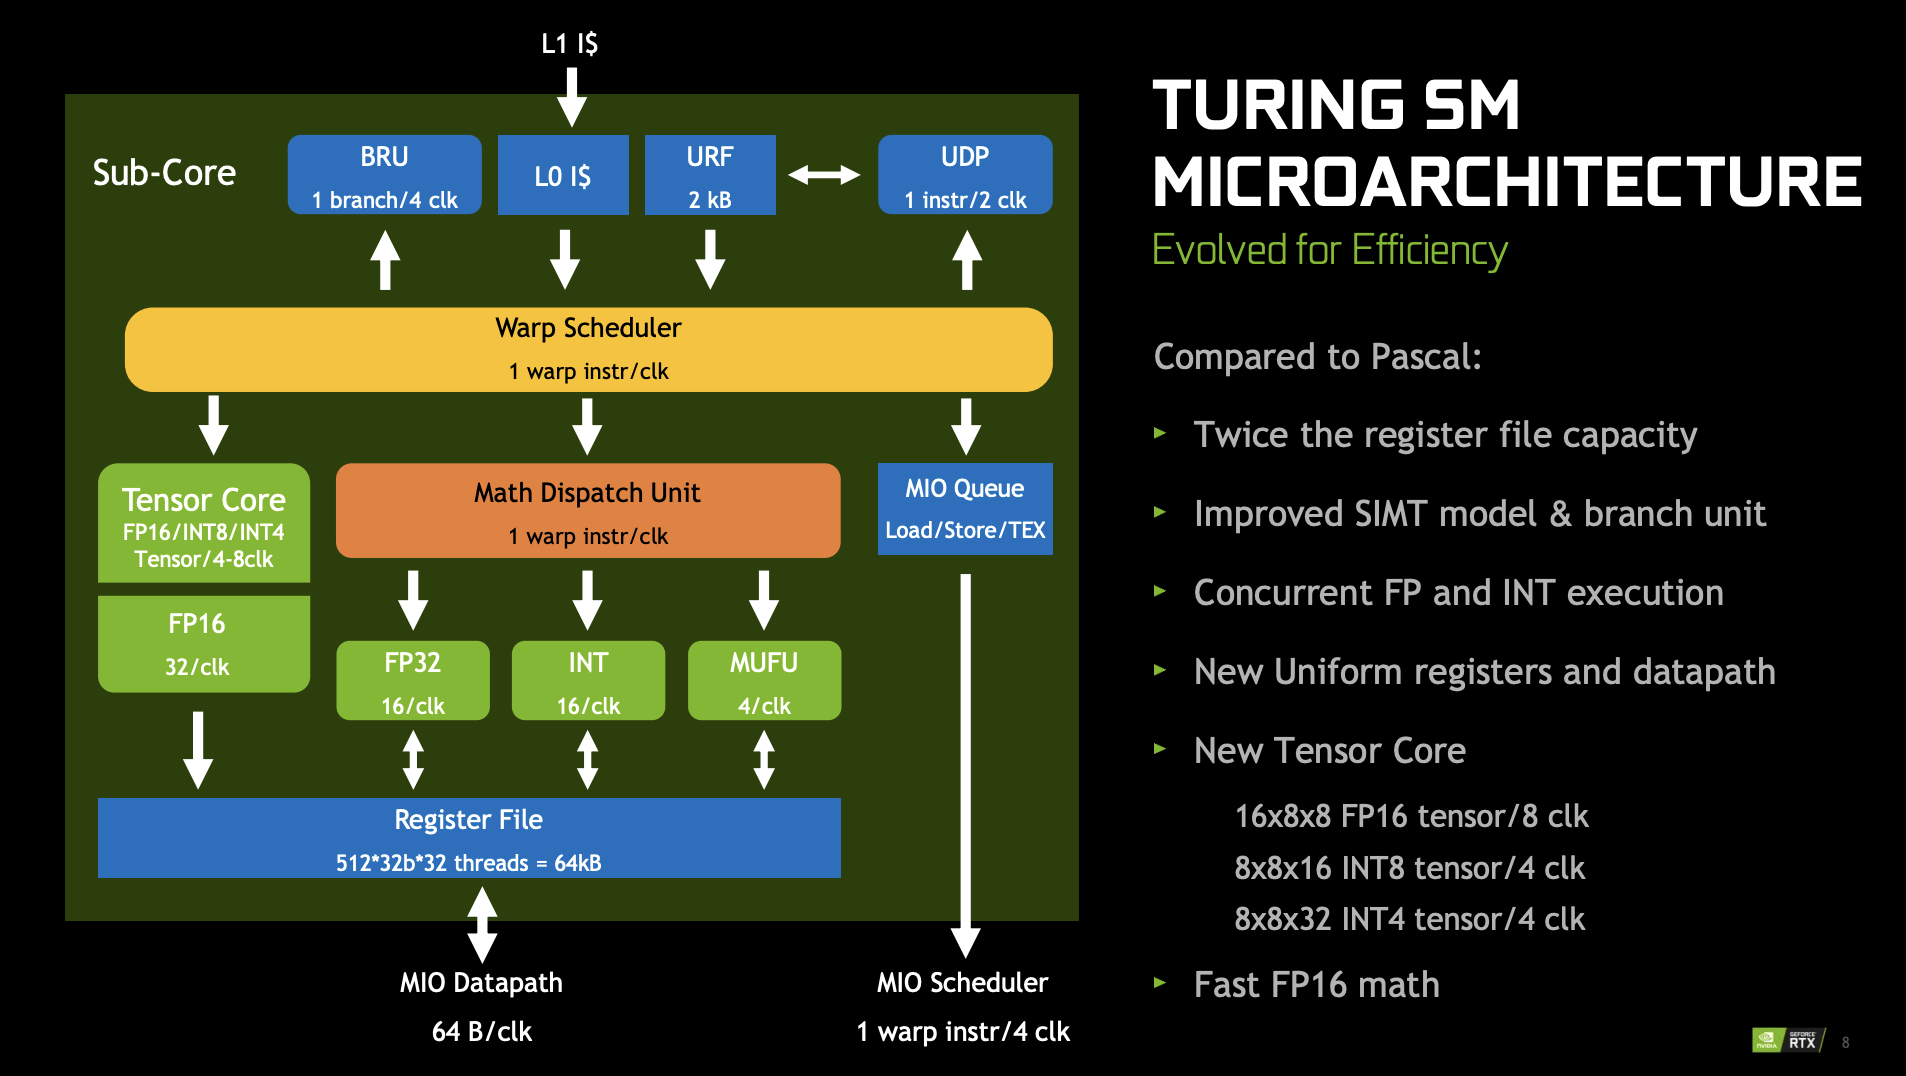 L1 I$
Sub-Core
BRU
1 branch/4 clk
L0 I$
URF
2 kB
UDP
1 instr/2 clk
Warp Scheduler
1 warp instr/clk
Tensor Core
FP16/INT8/INT4
Tensor/4-8clk
FP16
32/clk
Math Dispatch Unit
1 warp instr/clk
MIO Queue
Load/Store/TEX
FP32
16/clk
INT
16/clk
MUFU
4/clk
Register File
512*32b*32 threads = 64kB
MIO Datapath
64 B/clk
MIO Scheduler
1 warp instr/4 clk
TURING SM
MICROARCHITECTURE
Evolved for Efficiency
Compared to Pascal:
Twice the register file capacity
Improved SIMT model & branch unit
Concurrent FP and INT execution
New Uniform registers and datapath
New Tensor Core
16x8x8 FP16 tensor/8 clk
8x8x16 INT8 tensor/4 clk
8x8x32 INT4 tensor/4 clk
Fast FP16 math
NVIDIA
GEFORCE
RTX
8